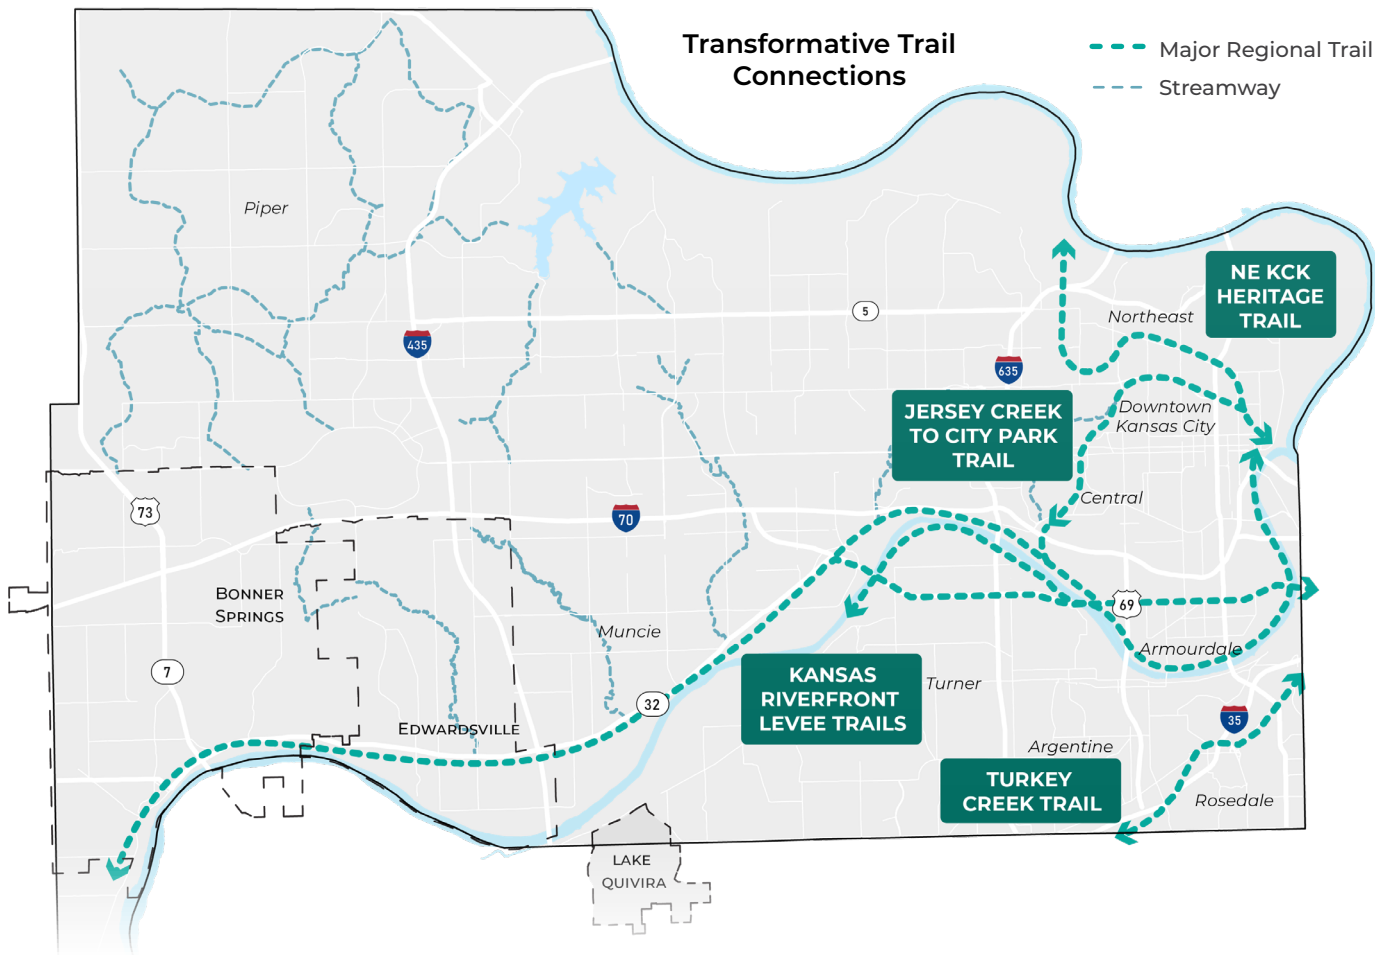 Transformative Trail
Connections
Major Regional Trail
Streamway
Piper
NE KCK
HERITAGE
TRAIL
5
Northeast
435
635
JERSEY CREEK
TO CITY PARK
TRAIL
Downtown
Kansas City
Central
73
70
BONNER
SPRINGS
69
Muncie
Armourdale
7
KANSAS
RIVERFRONT
LEVEE TRAILS
Turner
32
35
EDWARDSVILLE
Argentine
TURKEY
CREEK TRAIL
Rosedale
LAKE
QUIVIRA